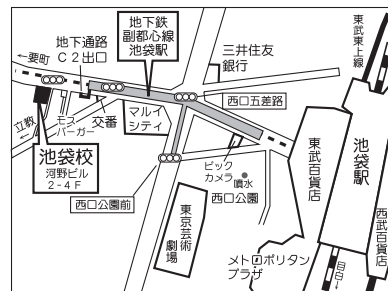 地下鉄
副都心線
池袋駅
地下通路
C2出口
←要町
三井住友
銀行
東武東上線
西口五差路
モス
バーガー
交番
マルイ
シティ
←立教
池袋校
河野ビル
2-4F
ビック
カメラ
噴水
西口公園
西口公園前
東京芸術
劇場
東武百貨店
池袋駅
西武百貨店
メトロポリタン
プラザ
目白→